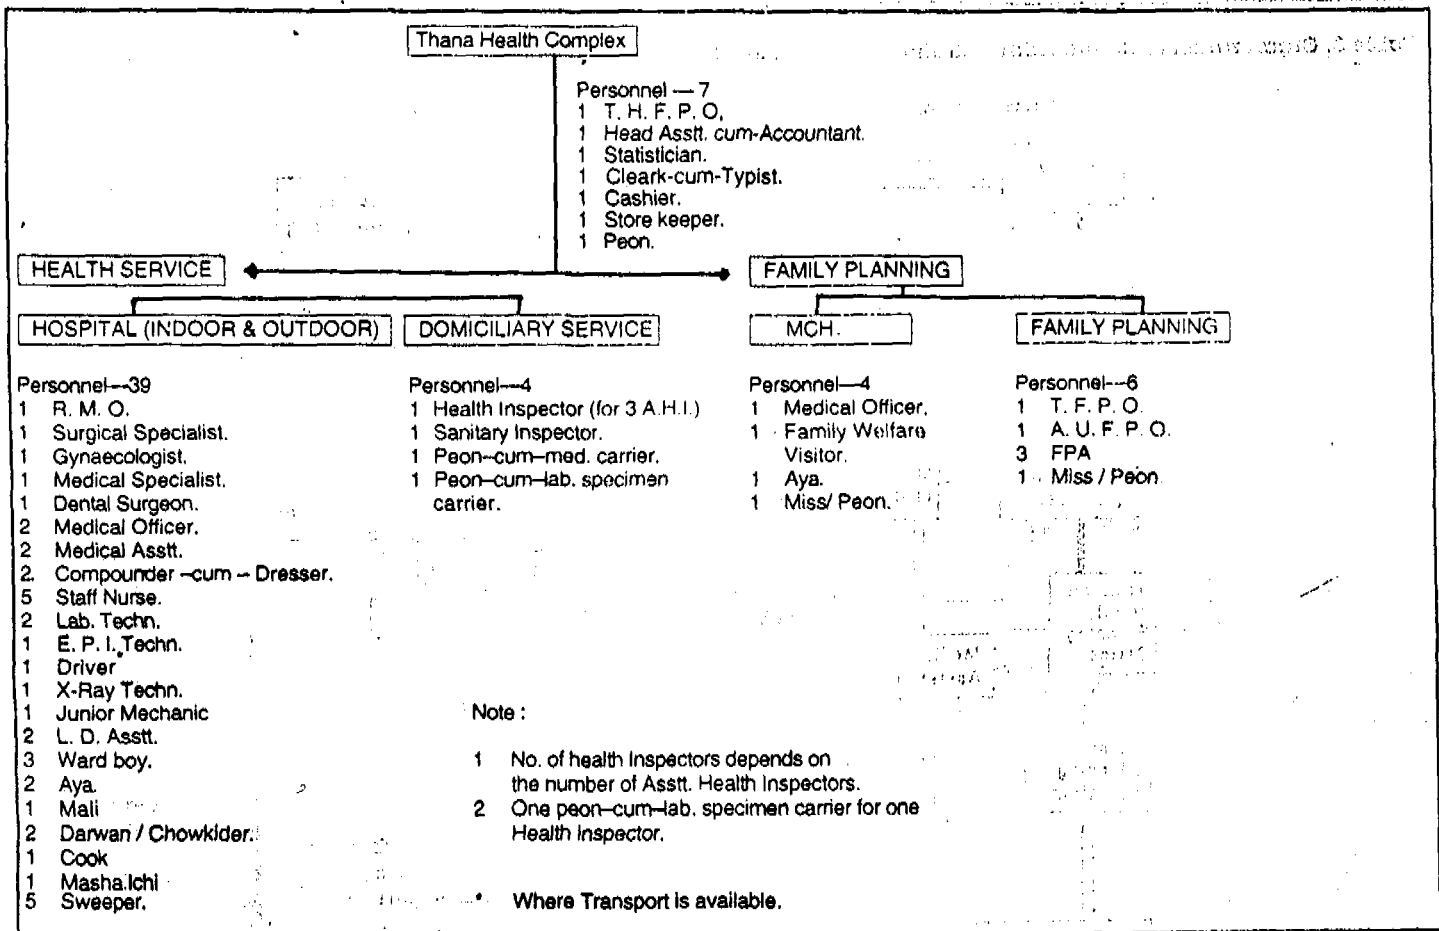 Thana Health Complex
Personnel — 7
1 T. H. F. P. O.
1 Head Asstt. cum-Accountant.
1 Statistician.
1 Cleark-cum-Typist.
1 Cashier.
1 Store keeper.
1 Peon.
HEALTH SERVICE
FAMILY PLANNING
HOSPITAL (INDOOR & OUTDOOR)
DOMICILIARY SERVICE
MCH.
FAMILY PLANNING
Personnel—39
1 R. M. O.
1 Surgical Specialist.
1 Gynaecologist.
1 Medical Specialist.
1 Dental Surgeon.
2 Medical Officer.
2 Medical Asstt.
2. Compounder –cum – Dresser.
5 Staff Nurse.
2 Lab. Techn.
1 E. P. I. Techn.
1 Driver
1 X-Ray Techn.
1 Junior Mechanic
2 L. D. Asstt.
3 Ward boy.
2 Aya.
1 Mali
2 Darwan / Chowkider.
1 Cook
1 Masha.lchi
5 Sweeper.
Personnel—4
1 Health Inspector (for 3 A.H.I.)
1 Sanitary Inspector.
1 Peon–cum–med. carrier.
1 Peon–cum–lab. specimen
carrier.
Personnel—4
1 Medical Officer.
1 Family Welfare
Visitor.
1 Aya.
1 Miss/ Peon.
Personnel--6
1 T. F. P. O.
1 A. U. F. P. O.
3 FPA
1 Miss / Peon
Note :
1 No. of health Inspectors depends on
the number of Asstt. Health Inspectors.
2 One peon–cum–lab. specimen carrier for one
Health Inspector.
* Where Transport is available.